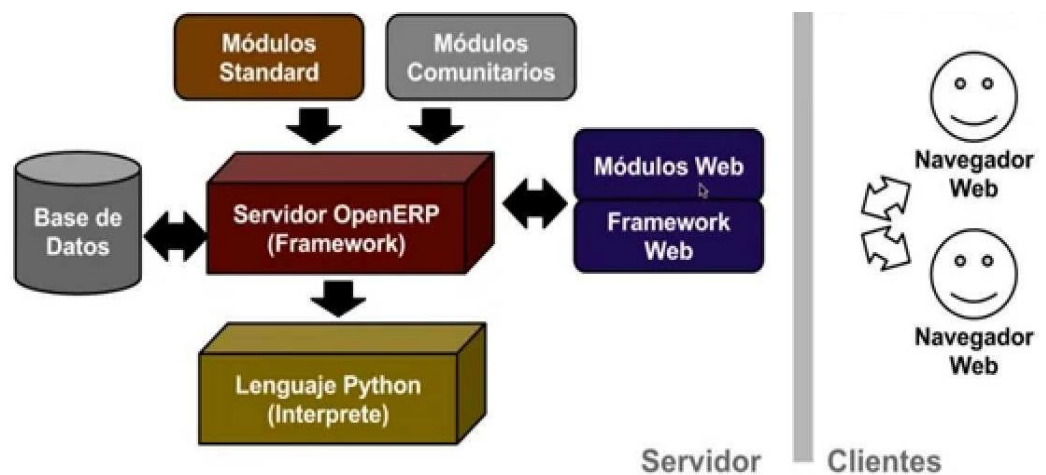 Módulos
Standard
Módulos
Comunitarios
Base de
Datos
Servidor OpenERP
(Framework)
Módulos Web
Framework
Web
Lenguaje Python
(Interprete)
Navegador
Web
Navegador
Web
Servidor
Clientes